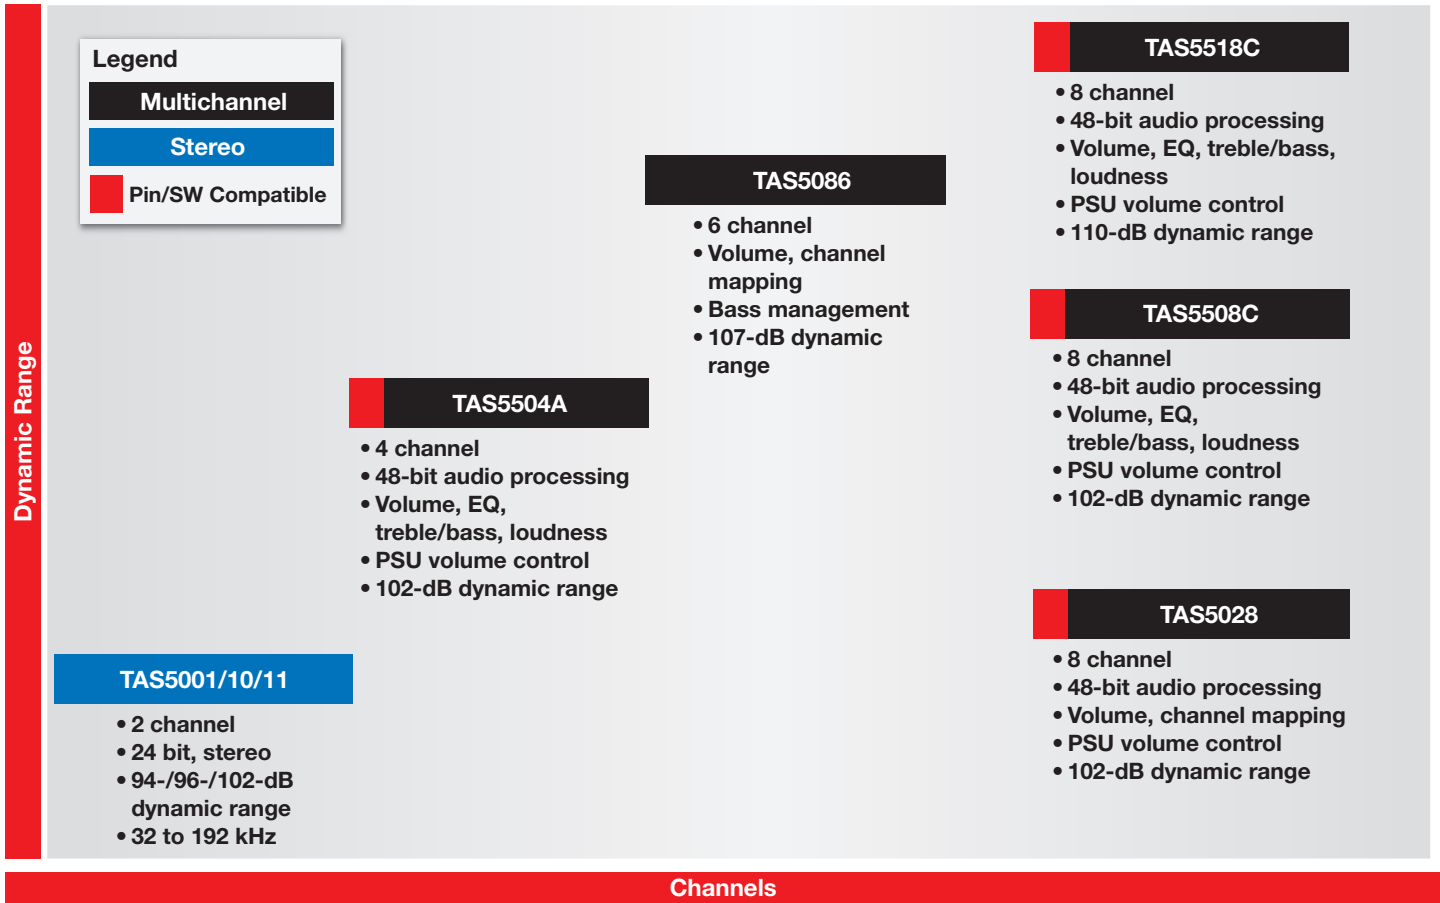 Dynamic Range
Legend
Multichannel
Stereo
Pin/SW Compatible
TAS5001/10/11
• 2 channel
• 24 bit, stereo
• 94-/96-/102-dB
dynamic range
• 32 to 192 kHz
TAS5504A
• 4 channel
• 48-bit audio processing
• Volume, EQ,
treble/bass, loudness
• PSU volume control
• 102-dB dynamic range
TAS5086
• 6 channel
• Volume, channel
mapping
• Bass management
• 107-dB dynamic
range
TAS5518C
• 8 channel
• 48-bit audio processing
• Volume, EQ, treble/bass,
loudness
• PSU volume control
• 110-dB dynamic range
TAS5508C
• 8 channel
• 48-bit audio processing
• Volume, EQ,
treble/bass, loudness
• PSU volume control
• 102-dB dynamic range
TAS5028
• 8 channel
• 48-bit audio processing
• Volume, channel mapping
• PSU volume control
• 102-dB dynamic range
Channels